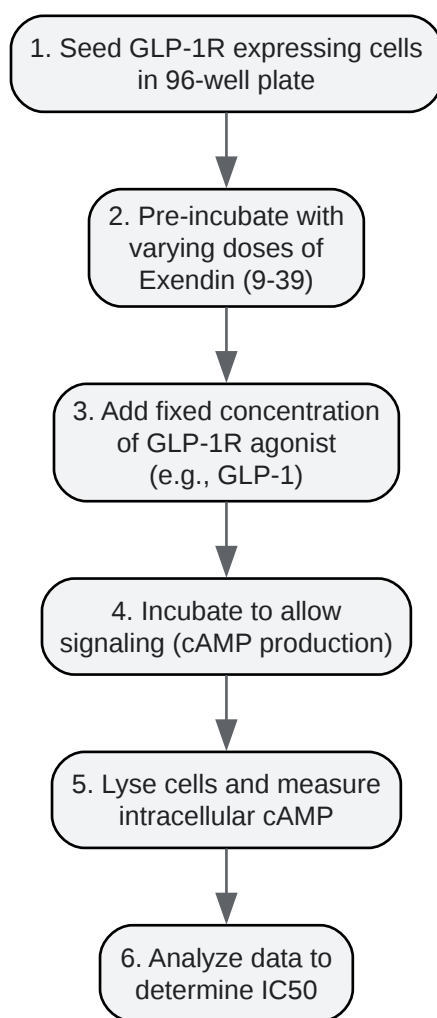 1. Seed GLP-1R expressing cells
in 96-well plate
2. Pre-incubate with
varying doses of
Exendin (9-39)
3. Add fixed concentration
of GLP-1R agonist
(e.g., GLP-1)
4. Incubate to allow
signaling (cAMP production)
5. Lyse cells and measure
intracellular cAMP
6. Analyze data to
determine IC50